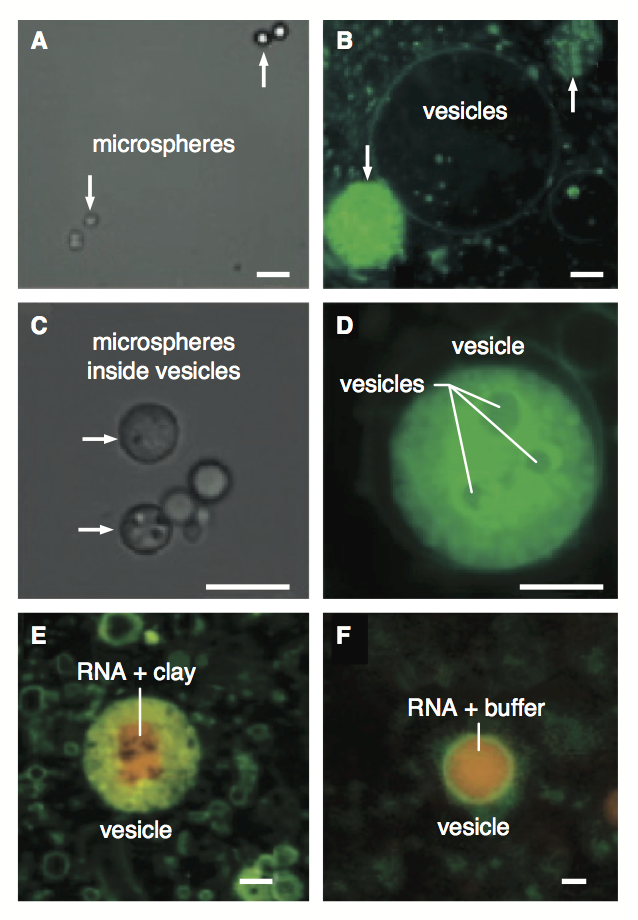 A
microspheres
B
vesicles
C
microspheres
inside vesicles
D
vesicle
vesicles
E
RNA + clay
vesicle
F
RNA + buffer
vesicle